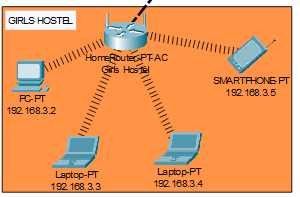 GIRLS HOSTEL
HomeRouter-PT-AC
Girls Hostel
SMARTPHONE-PT
192.168.3.5
PC-PT
192.168.3.2
Laptop-PT
192.168.3.3
Laptop-PT
192.168.3.4